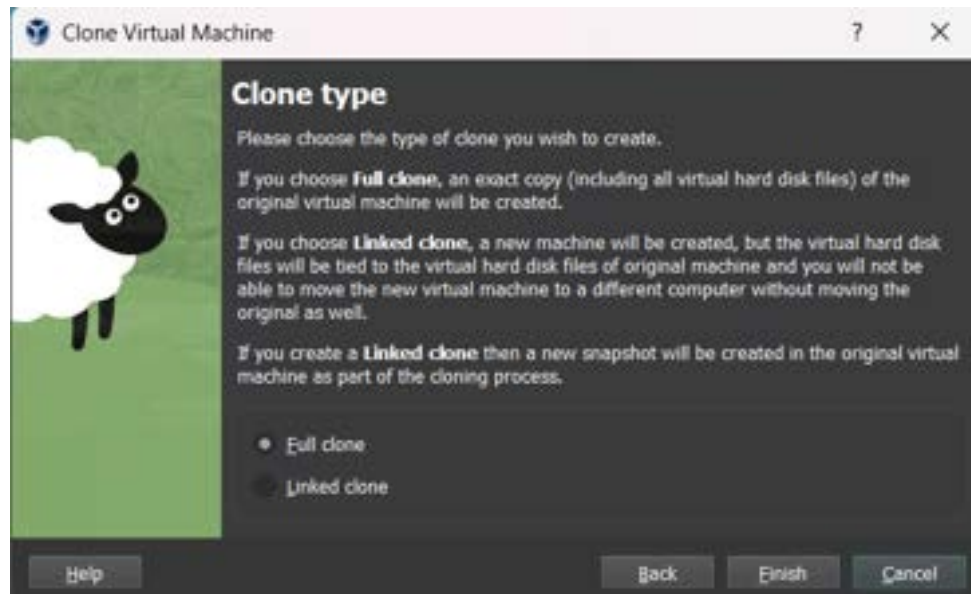 Clone Virtual Machine
?
Clone type
Please choose the type of clone you wish to create.
If you choose Full clone, an exact copy (including all virtual hard disk files) of the
original virtual machine will be created.
If you choose Linked clone, a new machine will be created, but the virtual hard disk
files will be tied to the virtual hard disk files of original machine and you will not be
able to move the new virtual machine to a different computer without moving the
original as well.
If you create a Linked clone then a new snapshot will be created in the original virtual
machine as part of the cloning process.
Full clone
Linked clone
Help
Back
Finish
Cancel